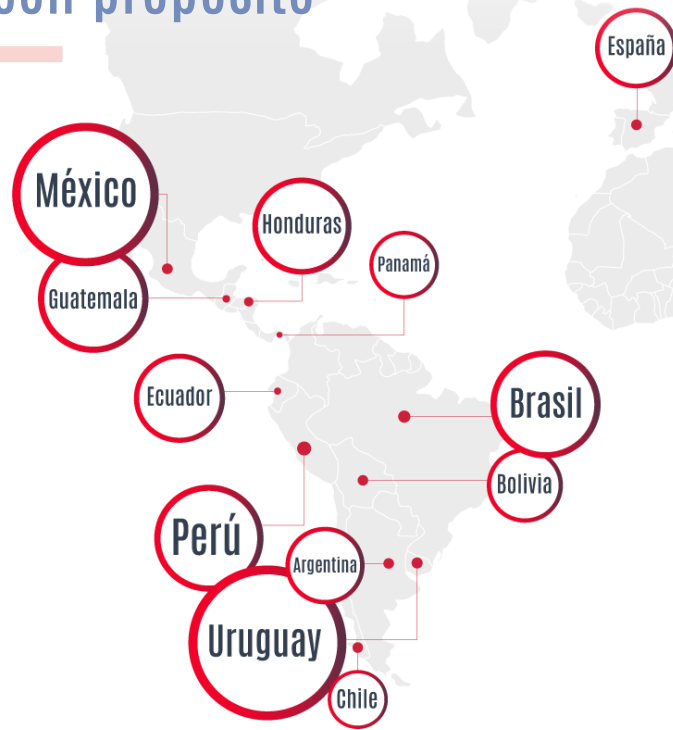 con propósito
España
México
Honduras
Panamá
Guatemala
Ecuador
Brasil
Bolivia
Perú
Argentina
Uruguay
Chile